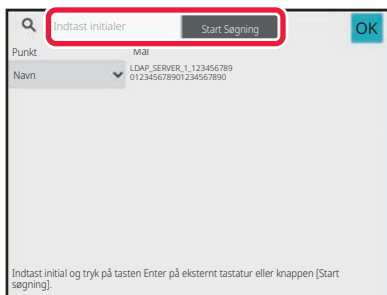 Indtast initialer
Start Søgning
OK
Punkt
Mål
Navn
LDAP_SERVER_1_123456789
012345678901234567890
Indtast initial og tryk på tasten Enter på eksternt tastatur eller knappen [Start
søgning].